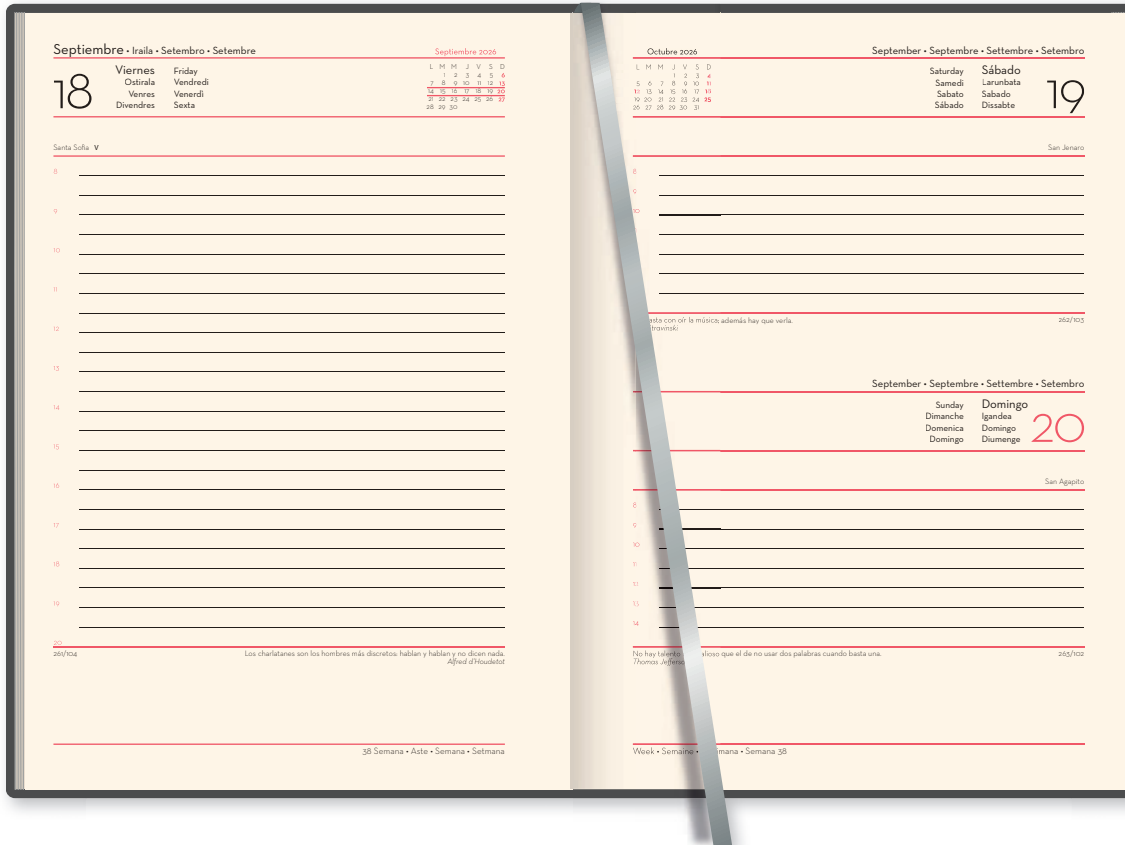 Septiembre • Iraila • Setembro • Setembre
Septiembre 2026
18
Viernes Friday
Ostirala Vendredi
Venres Venerdì
Divendres Sexta
L M M J V S D
1 2 3 4 5 6
7 8 9 10 11 12 13
14 15 16 17 18 19 20
21 22 23 24 25 26 27
28 29 30
Santa Sofía V
8
9
10
11
12
13
14
15
16
17
18
19
20
261/104
Los charlatanes son los hombres más discretos: hablan y hablan y no dicen nada.
Alfred d'Houdetot
38 Semana • Aste • Semana • Setmana
Octubre 2026
September • Septembre • Settembre • Setembro
L M M J V S D
1 2 3 4
5 6 7 8 9 10 11
12 13 14 15 16 17 18
19 20 21 22 23 24 25
26 27 28 29 30 31
Saturday Sábado
Samedi Larunbata
Sabato Sabado
Sábado Dissabte
19
San Jenaro
8
9
10
asta con oír la música; además hay que verla.
travinski
262/103
September • Septembre • Settembre • Setembro
Sunday Domingo
Dimanche Igandea
Domenica Domingo
Domingo Diumenge
20
San Agapito
8
9
10
11
12
13
14
No hay talento alioso que el de no usar dos palabras cuando basta una.
Thomas Jeffers
263/102
Week • Semaine • mana • Semana 38